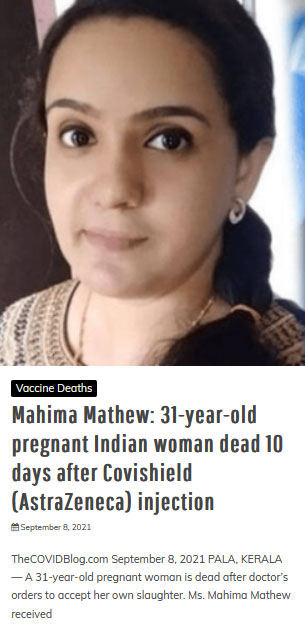 Vaccine Deaths
Mahima Mathew: 31-year-old
pregnant Indian woman dead 10
days after Covishield
(AstraZeneca) injection
September 8, 2021
TheCOVIDBlog.com September 8, 2021 PALA, KERALA
— A 31-year-old pregnant woman is dead after doctor's
orders to accept her own slaughter. Ms. Mahima Mathew
received